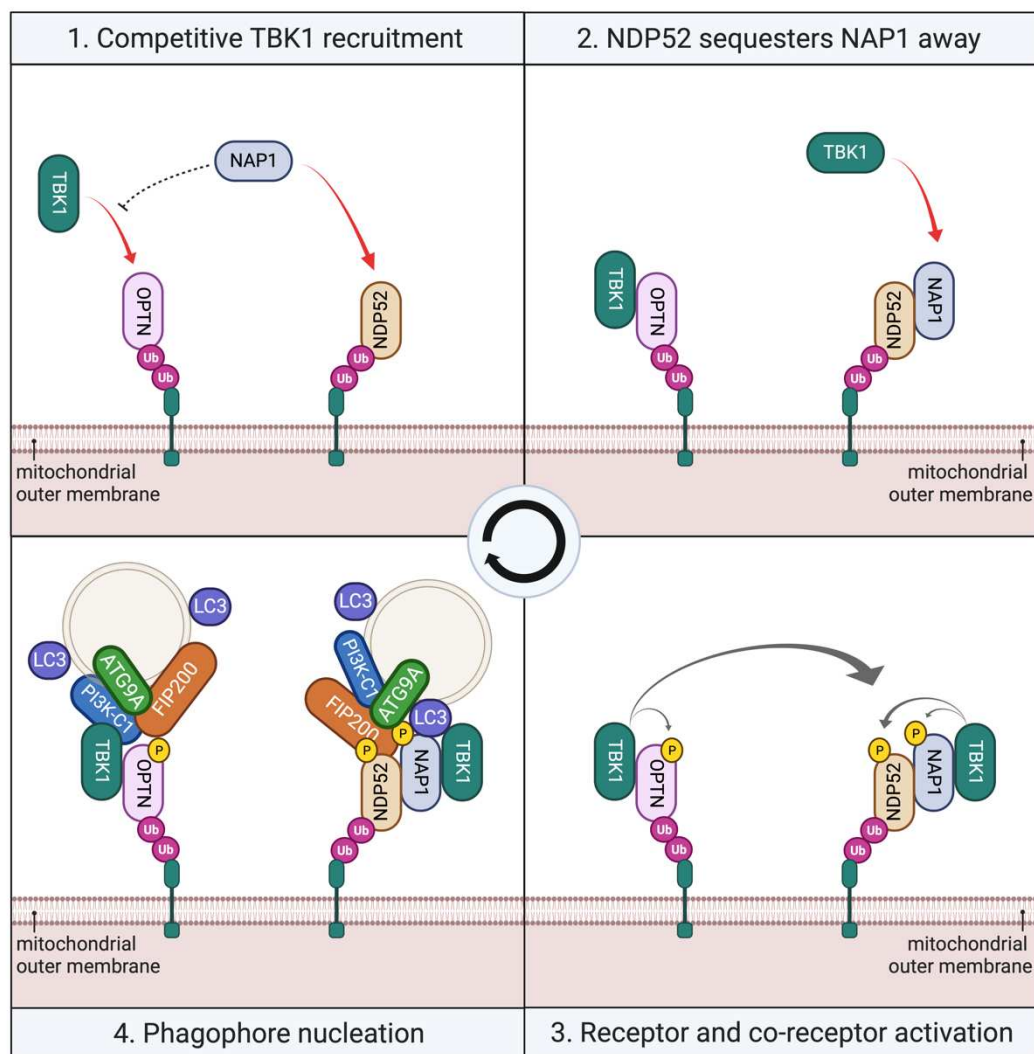 1. Competitive TBK1 recruitment
TBK1
NAP1
OPTN
NDP52
Ub
Ub
Ub
Ub
mitochondrial
outer membrane
2. NDP52 sequesters NAP1 away
TBK1
TBK1
OPTN
NDP52
NAP1
Ub
Ub
Ub
Ub
mitochondrial
outer membrane
LC3
LC3
ATG9A
PI3K-C1
FIP200
TBK1
P
OPTN
Ub
Ub
LC3
PI3K-C1
ATG9A
FIP200
LC3
P
P
NDP52
NAP1
TBK1
Ub
Ub
mitochondrial
outer membrane
4. Phagophore nucleation
TBK1
P
OPTN
Ub
Ub
P
P
NDP52
NAP1
TBK1
Ub
Ub
mitochondrial
outer membrane
3. Receptor and co-receptor activation